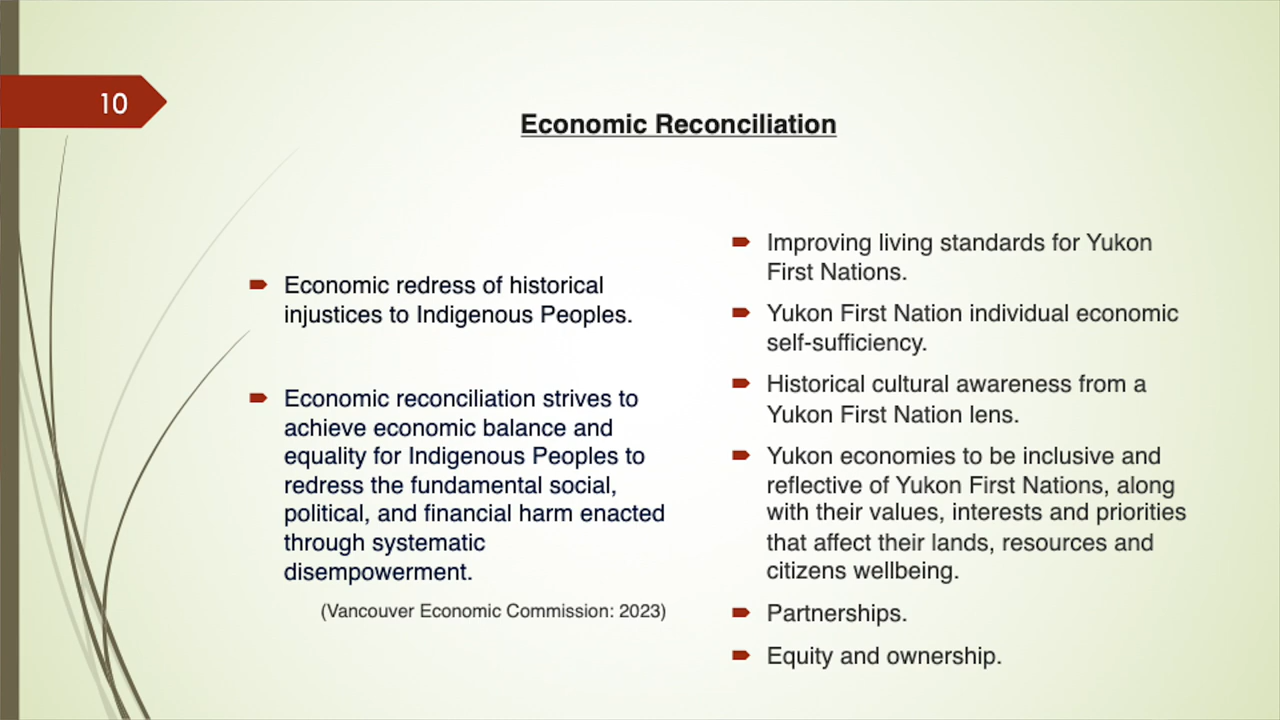 10
Economic Reconciliation
Economic redress of historical
injustices to Indigenous Peoples.
Economic reconciliation strives to
achieve economic balance and
equality for Indigenous Peoples to
redress the fundamental social,
political, and financial harm enacted
through systematic
disempowerment.
(Vancouver Economic Commission: 2023)
Improving living standards for Yukon
First Nations.
Yukon First Nation individual economic
self-sufficiency.
Historical cultural awareness from a
Yukon First Nation lens.
Yukon economies to be inclusive and
reflective of Yukon First Nations, along
with their values, interests and priorities
that affect their lands, resources and
citizens wellbeing.
Partnerships.
Equity and ownership.